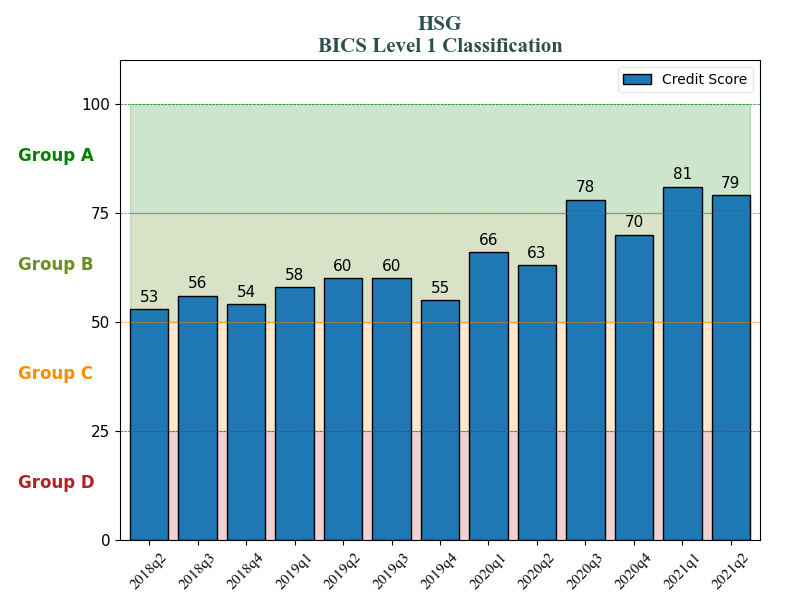 HSG
BICS Level 1 Classification
Credit Score
100
Group A
81
79
78
75
70
66
63
Group B
60
60
58
56
55
54
53
50
Group C
25
Group D
0
2018q2 2018q3 2018q4 2019q1 2019q2 2019q3 2019q4 2020q1 2020q2 2020q3 2020q4 2021q1 2021q2